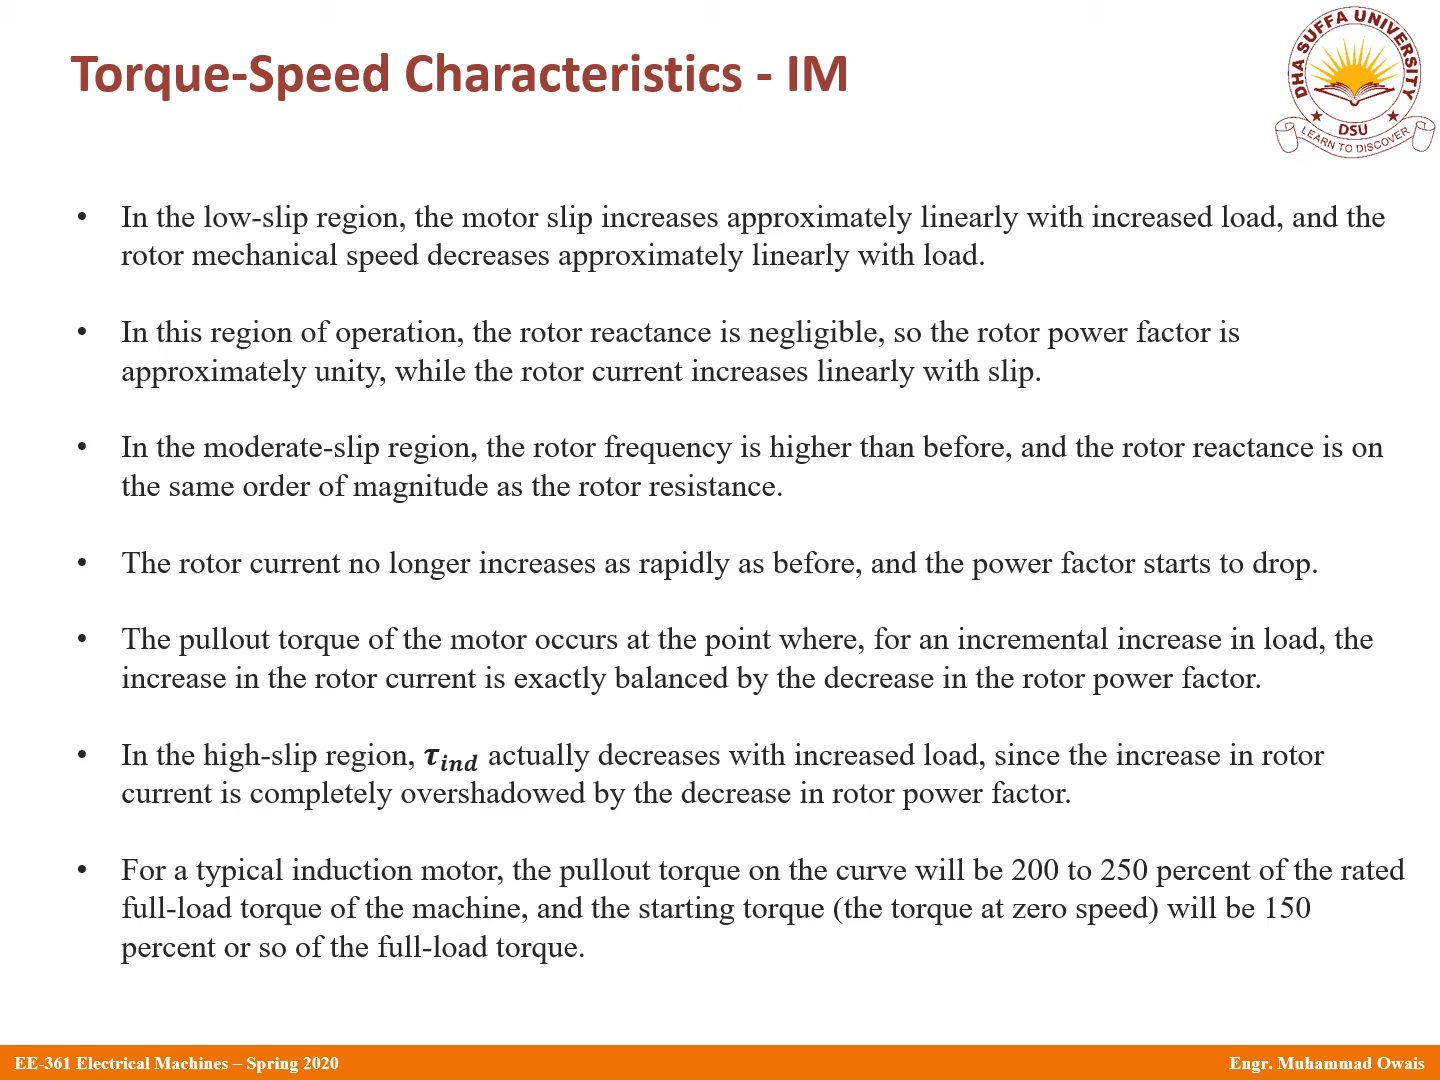 Torque-Speed Characteristics - IM
DHA SUFFA UNIVERSITY
DSU
LEARN TO DISCOVER
• In the low-slip region, the motor slip increases approximately linearly with increased load, and the
rotor mechanical speed decreases approximately linearly with load.
• In this region of operation, the rotor reactance is negligible, so the rotor power factor is
approximately unity, while the rotor current increases linearly with slip.
• In the moderate-slip region, the rotor frequency is higher than before, and the rotor reactance is on
the same order of magnitude as the rotor resistance.
• The rotor current no longer increases as rapidly as before, and the power factor starts to drop.
• The pullout torque of the motor occurs at the point where, for an incremental increase in load, the
increase in the rotor current is exactly balanced by the decrease in the rotor power factor.
• In the high-slip region, τ_ind actually decreases with increased load, since the increase in rotor
current is completely overshadowed by the decrease in rotor power factor.
• For a typical induction motor, the pullout torque on the curve will be 200 to 250 percent of the rated
full-load torque of the machine, and the starting torque (the torque at zero speed) will be 150
percent or so of the full-load torque.
EE-361 Electrical Machines – Spring 2020
Engr. Muhammad Owais